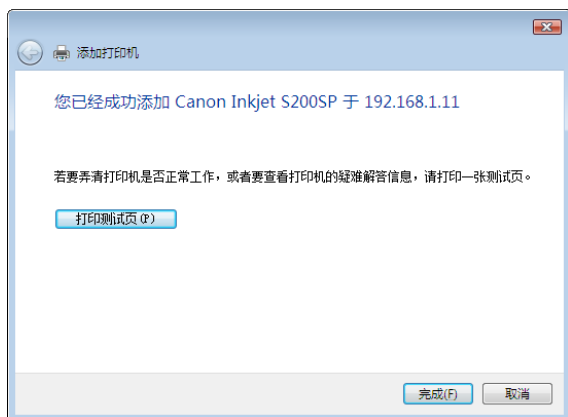 添加打印机
您已经成功添加 Canon Inkjet S200SP 于 192.168.1.11
若要弄清打印机是否正常工作，或者要查看打印机的疑难解答信息，请打印一张测试页。
打印测试页(P)
完成(F)
取消